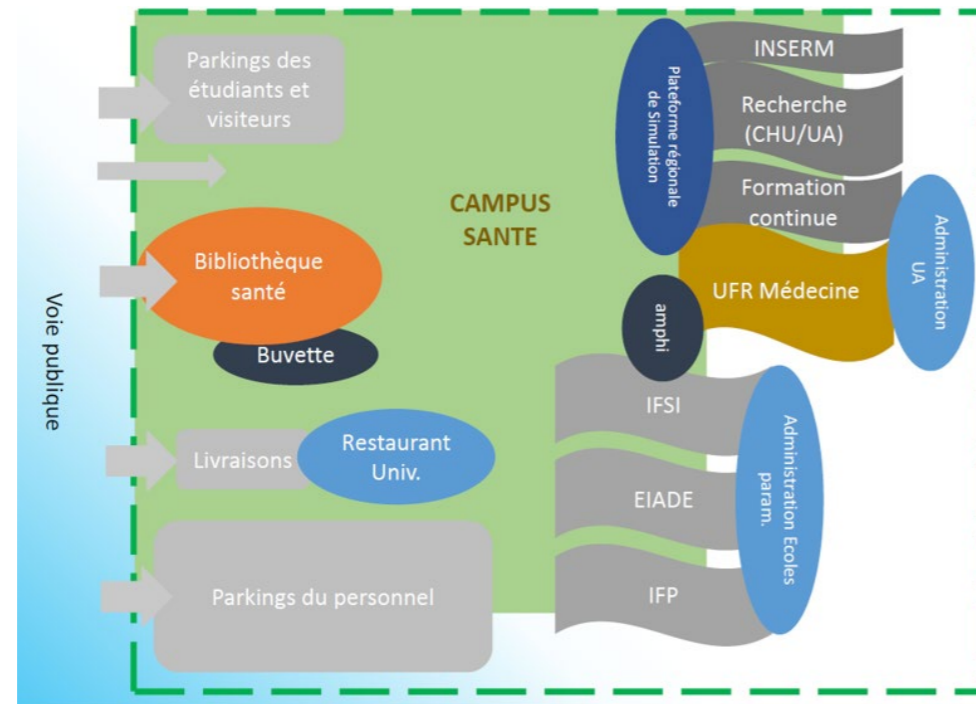 Parkings des
étudiants et
visiteurs
Voie publique
Bibliothèque
santé
Buvette
Livraisons
Restaurant
Univ.
Parkings du personnel
CAMPUS
SANTE
Plateforme régionale
de Simulation
INSERM
Recherche
(CHU/UA)
Formation
continue
UFR Médecine
Administration
UA
amphi
IFSI
EIADE
IFP
Administration Ecoles
param.